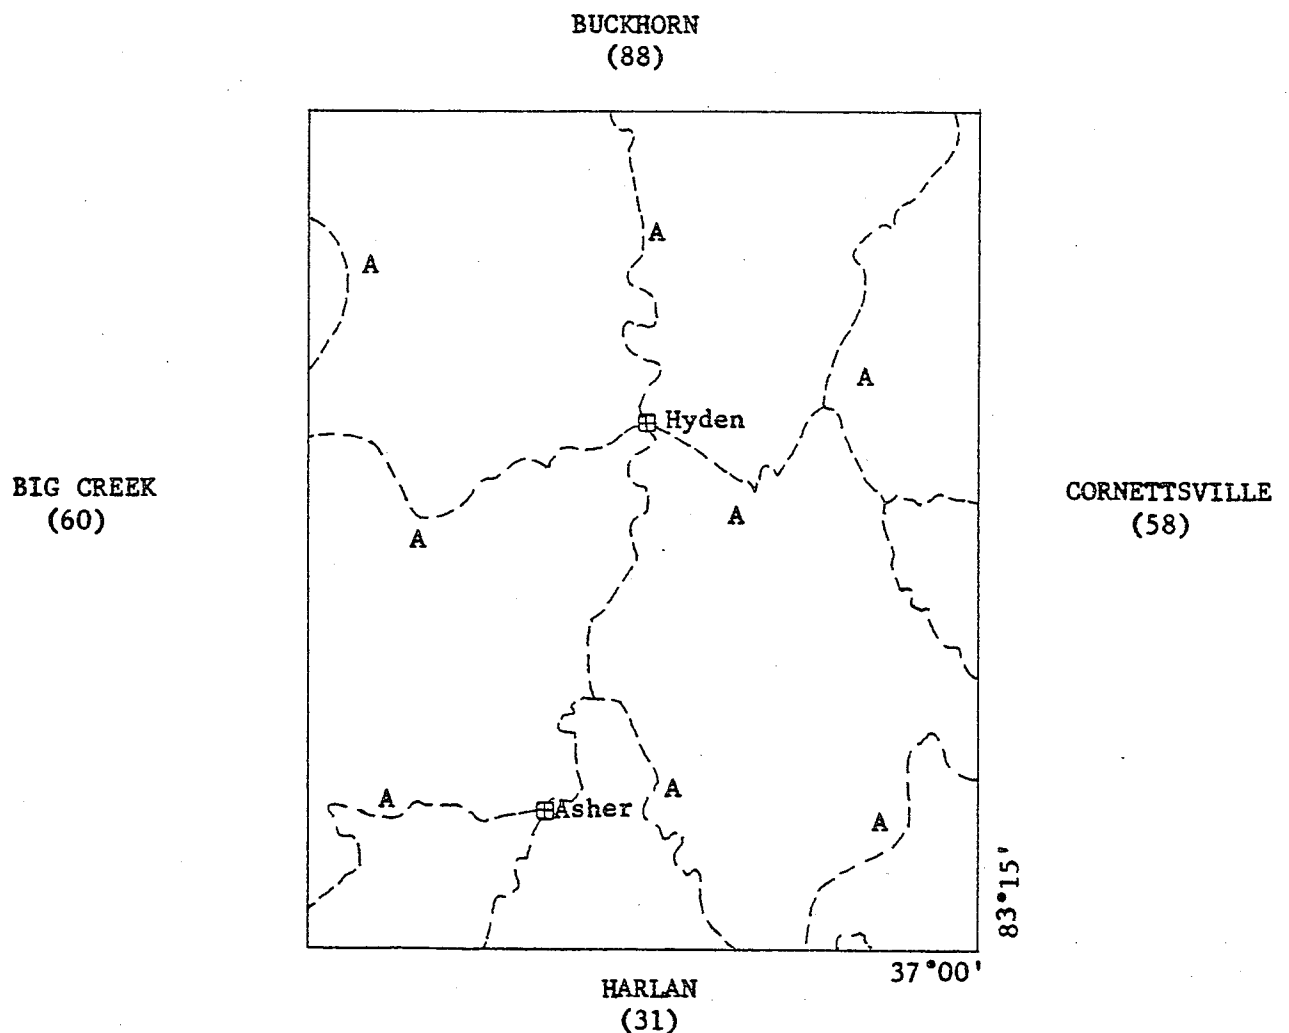 BUCKHORN
(88)
A
A
A
Hyden
BIG CREEK
(60)
CORNETTSVILLE
(58)
A
A
A
A
Asher
A
83°15'
37°00'
HARLAN
(31)